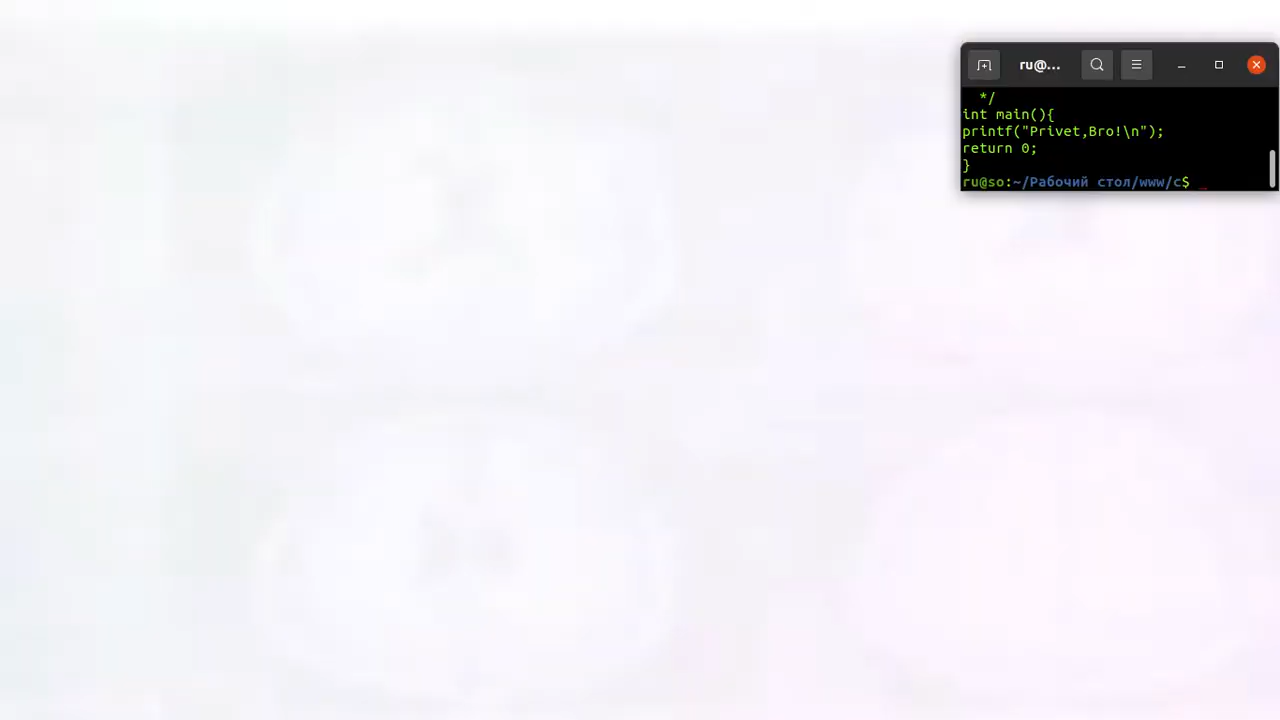 ru@...
*/
int main(){
printf("Privet,Bro!\n");
return 0;
}
ru@so:~/Рабочий стол/www/c$ _